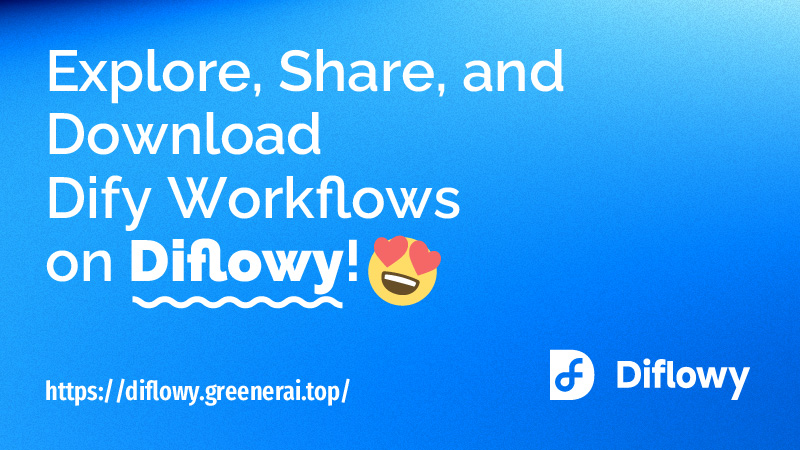 Explore, Share, and
Download
Dify Workflows
on Diflowy!
https://diflowy.greenerai.top/
Diflowy